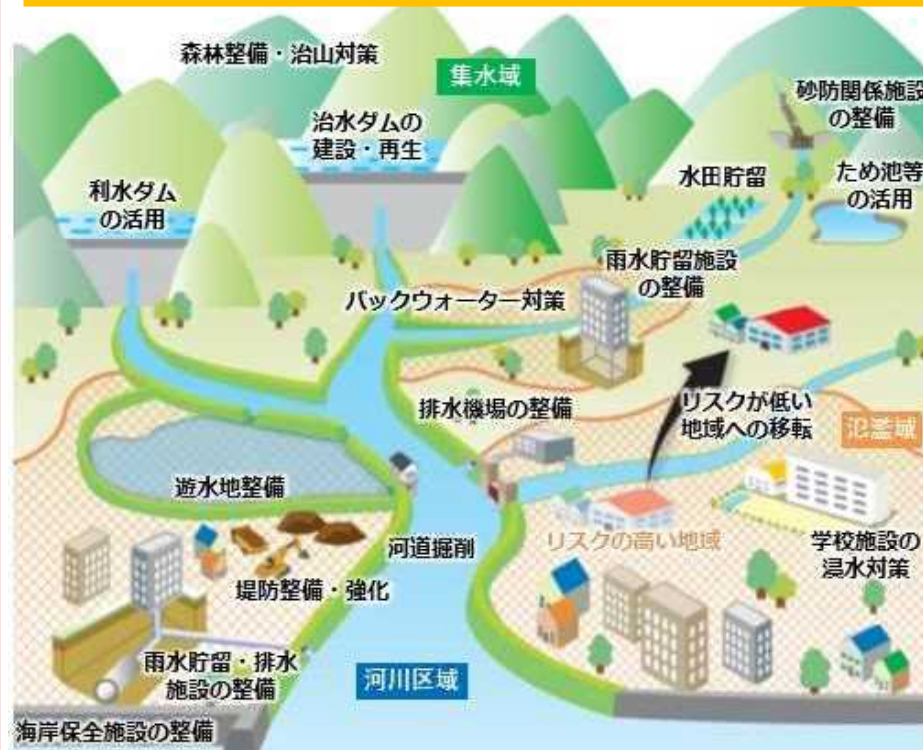 森林整備・治山対策
集水域
砂防関係施設
の整備
治水ダムの
建設・再生
水田貯留
ため池等
の活用
利水ダム
の活用
雨水貯留施設
の整備
バックウォーター対策
排水機場の整備
リスクが低い
地域への移転
氾濫域
遊水地整備
河道掘削
リスクの高い地域
学校施設の
浸水対策
堤防整備・強化
雨水貯留・排水
施設の整備
河川区域
海岸保全施設の整備